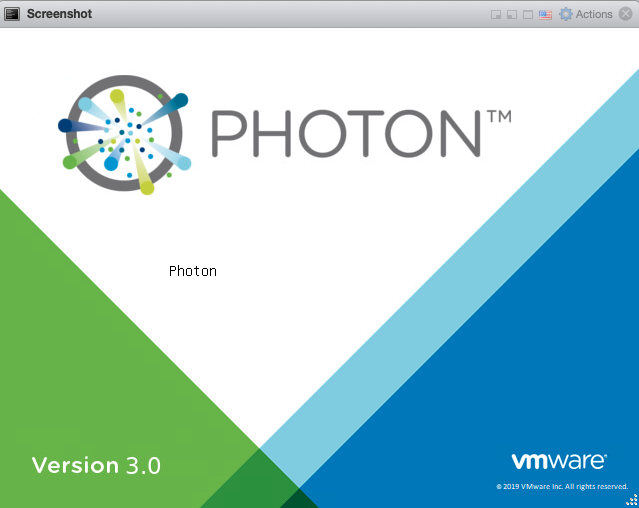 Screenshot
Actions
PHOTON™
Photon
Version 3.0
vmware®
© 2019 VMware Inc. All rights reserved.